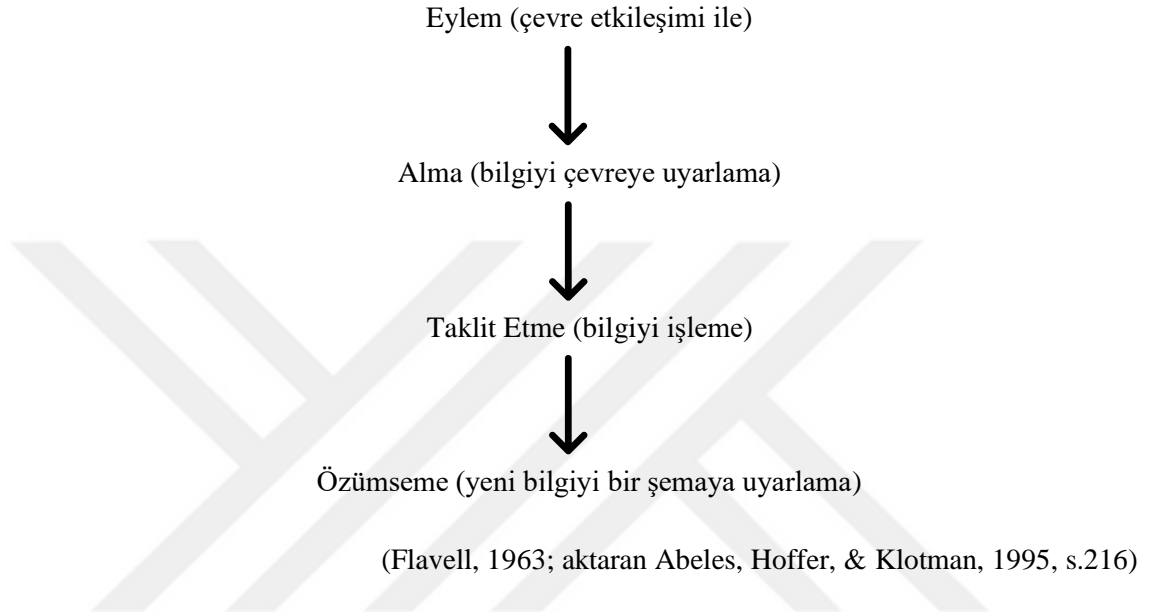 Eylem (çevre etkileşimi ile)
Alma (bilgiyi çevreye uyarlama)
Taklit Etme (bilgiyi işleme)
Özümseme (yeni bilgiyi bir şemaya uyarlama)
(Flavell, 1963; aktaran Abeles, Hoffer, & Klotman, 1995, s.216)